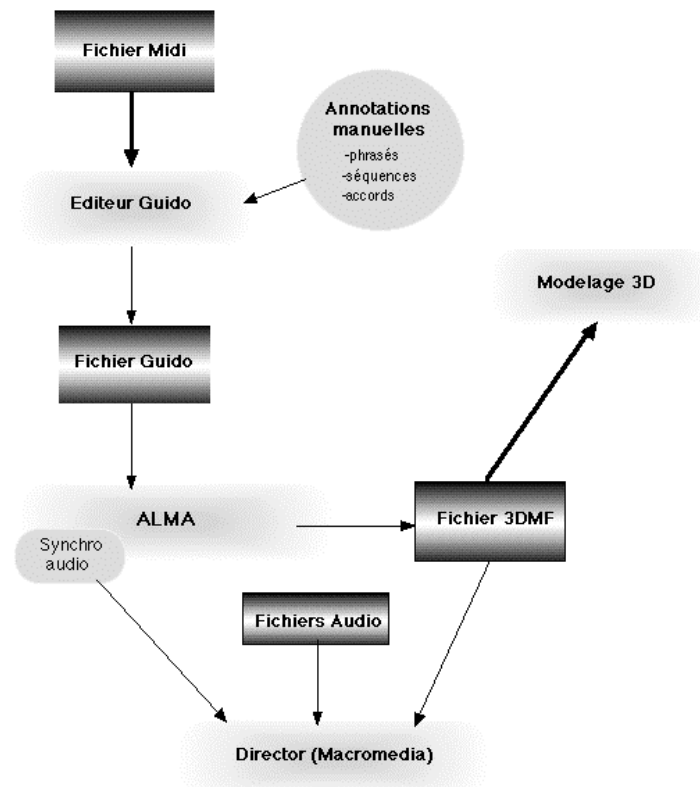 Fichier Midi
Annotations
manuelles
-phrasés
-séquences
-accords
Editeur Guido
Modelage 3D
Fichier Guido
ALMA
Fichier 3DMF
Synchro
audio
Fichiers Audio
Director (Macromedia)